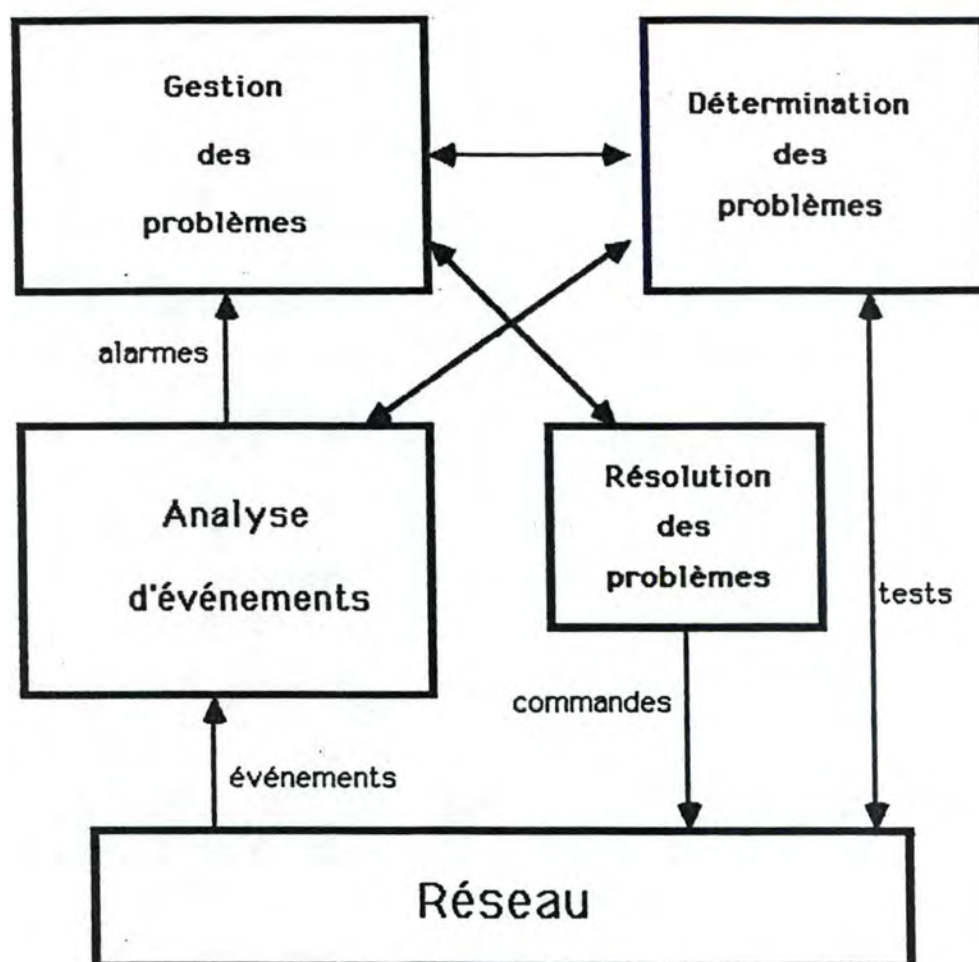 Gestion
des
problèmes
Détermination
des
problèmes
alarmes
Analyse
d'événements
Résolution
des
problèmes
tests
commandes
événements
Réseau